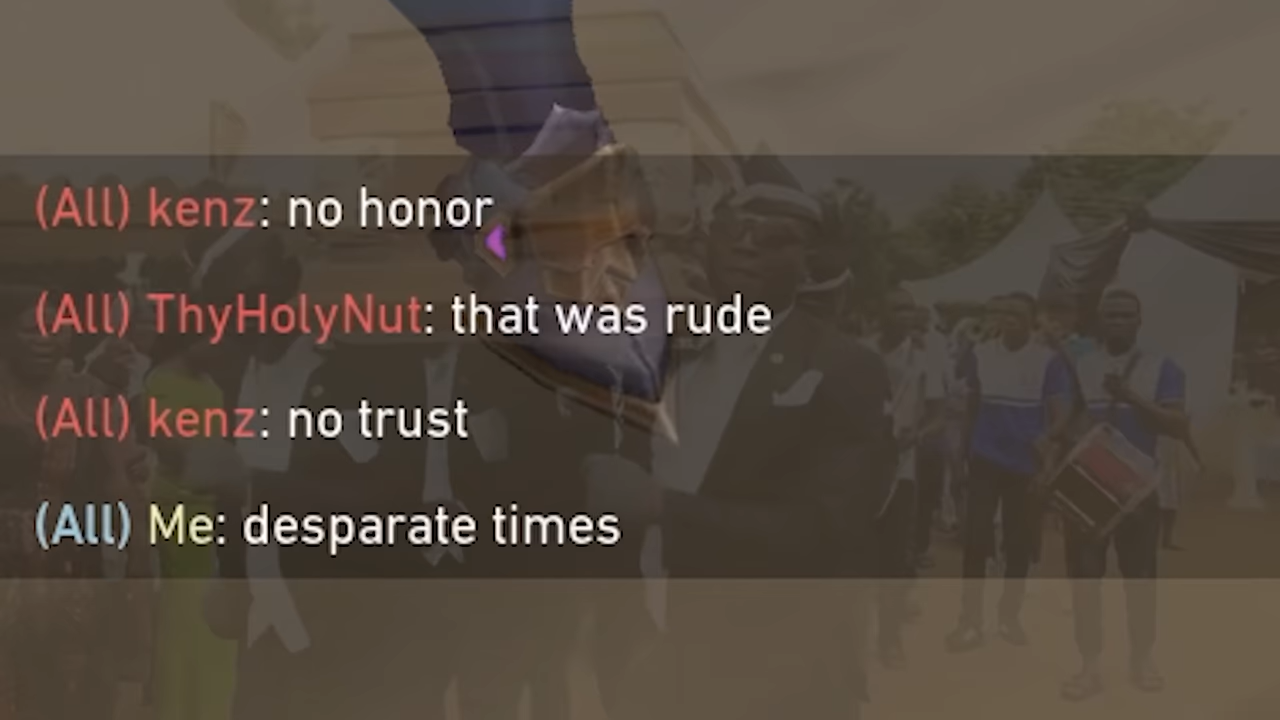 (All) kenz: no honor
(All) ThyHolyNut: that was rude
(All) kenz: no trust
(All) Me: desparate times